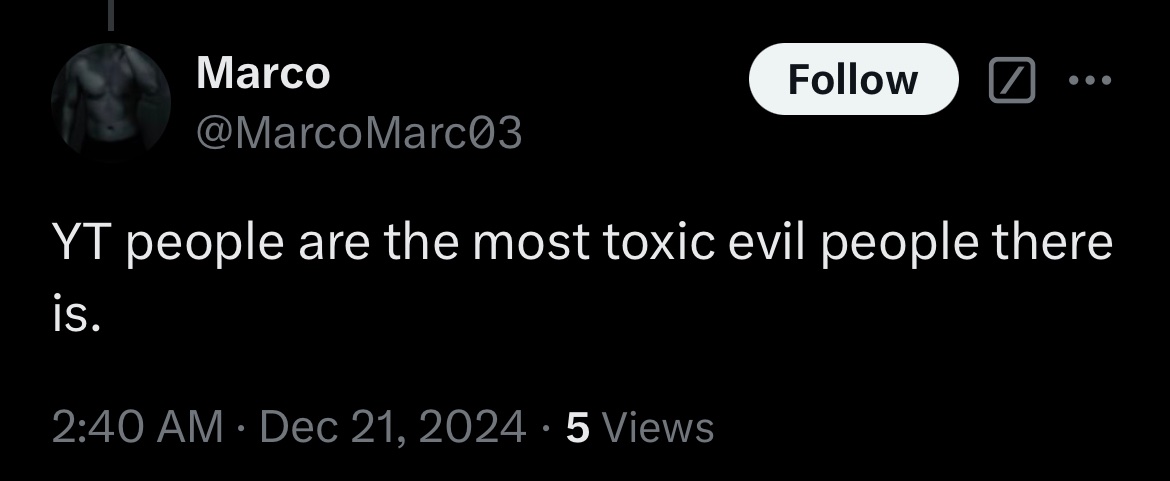 Marco
Follow
@MarcoMarc03
YT people are the most toxic evil people there
is.
2:40 AM · Dec 21, 2024 · 5 Views